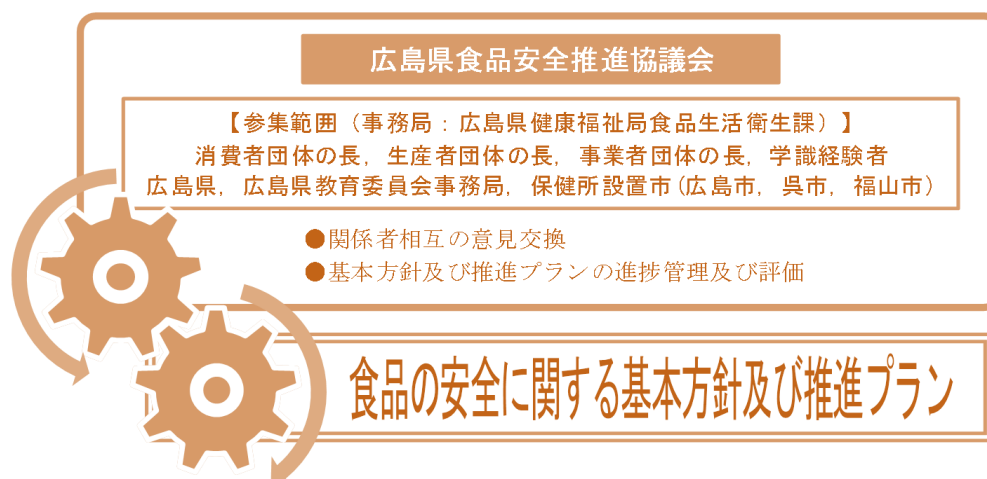 広島県食品安全推進協議会
【参集範囲（事務局：広島県健康福祉局食品生活衛生課）】
消費者団体の長，生産者団体の長，事業者団体の長，学識経験者
広島県，広島県教育委員会事務局，保健所設置市(広島市，呉市，福山市）
●関係者相互の意見交換
●基本方針及び推進プランの進捗管理及び評価
食品の安全に関する基本方針及び推進プラン